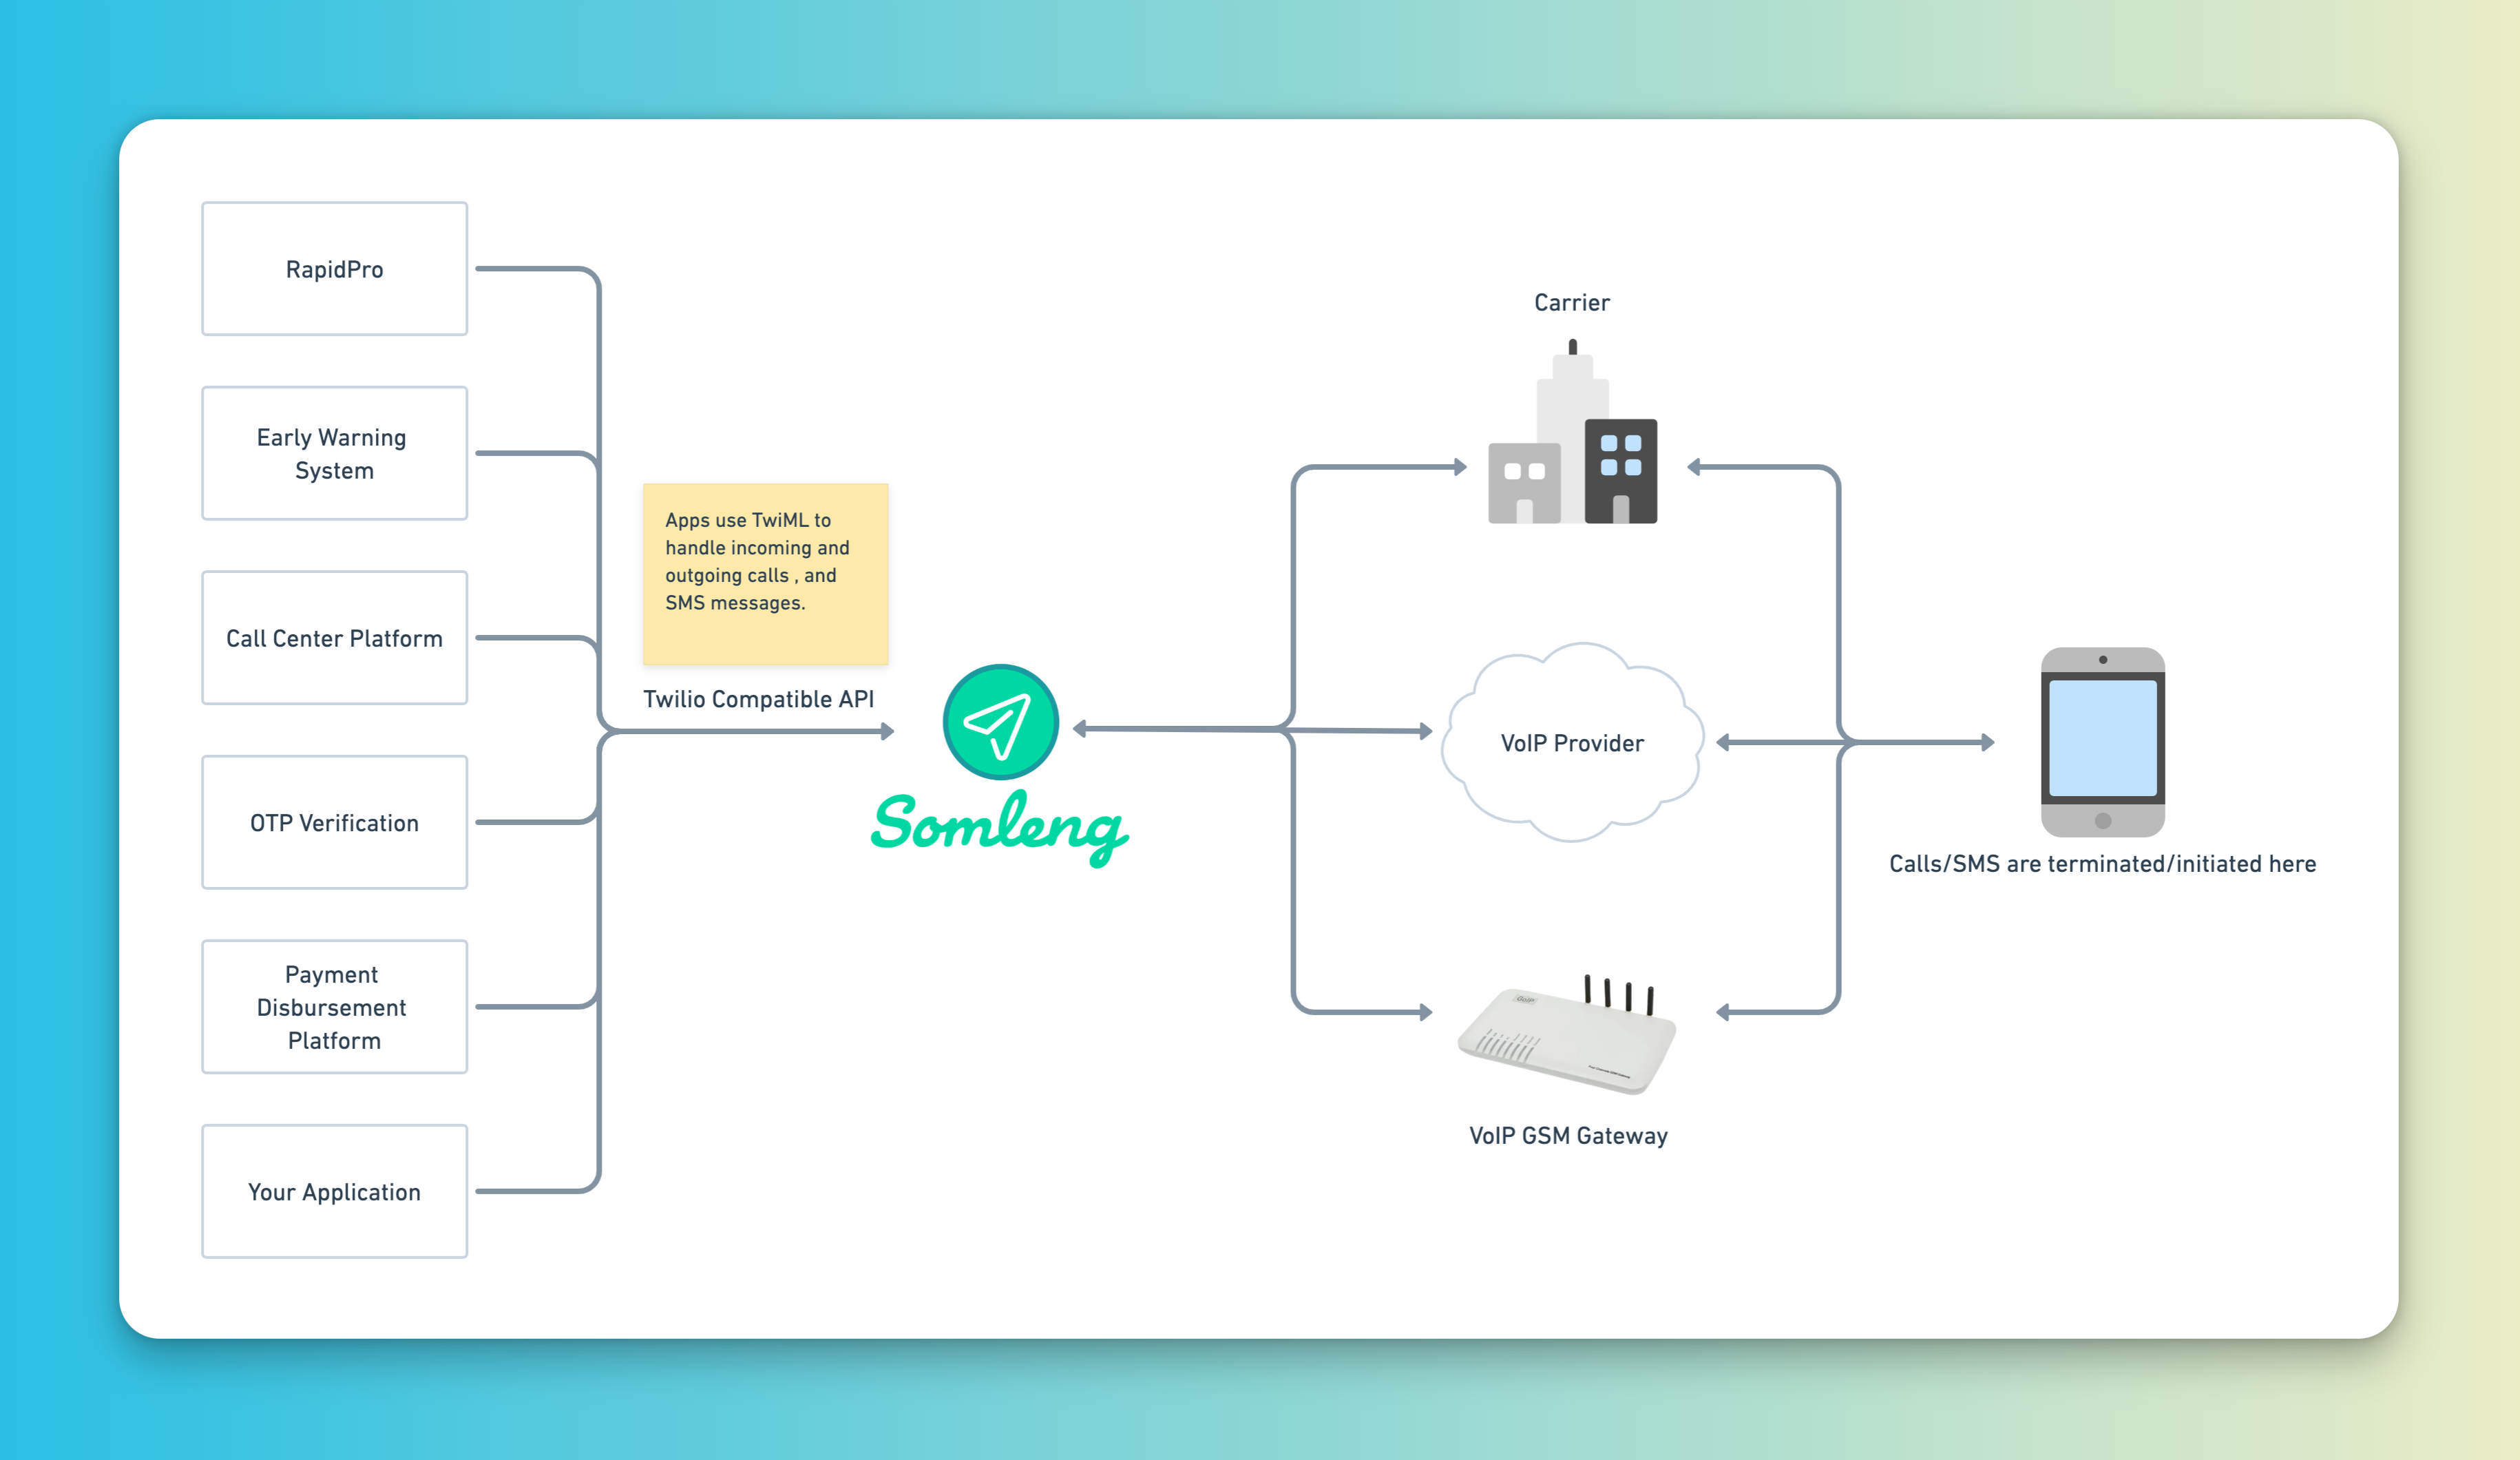 RapidPro
Early Warning
System
Call Center Platform
OTP Verification
Payment
Disbursement
Platform
Your Application
Apps use TwiML to
handle incoming and
outgoing calls , and
SMS messages.
Twilio Compatible API
Somleng
Carrier
VoIP Provider
GoIP
VoIP GSM Gateway
Calls/SMS are terminated/initiated here